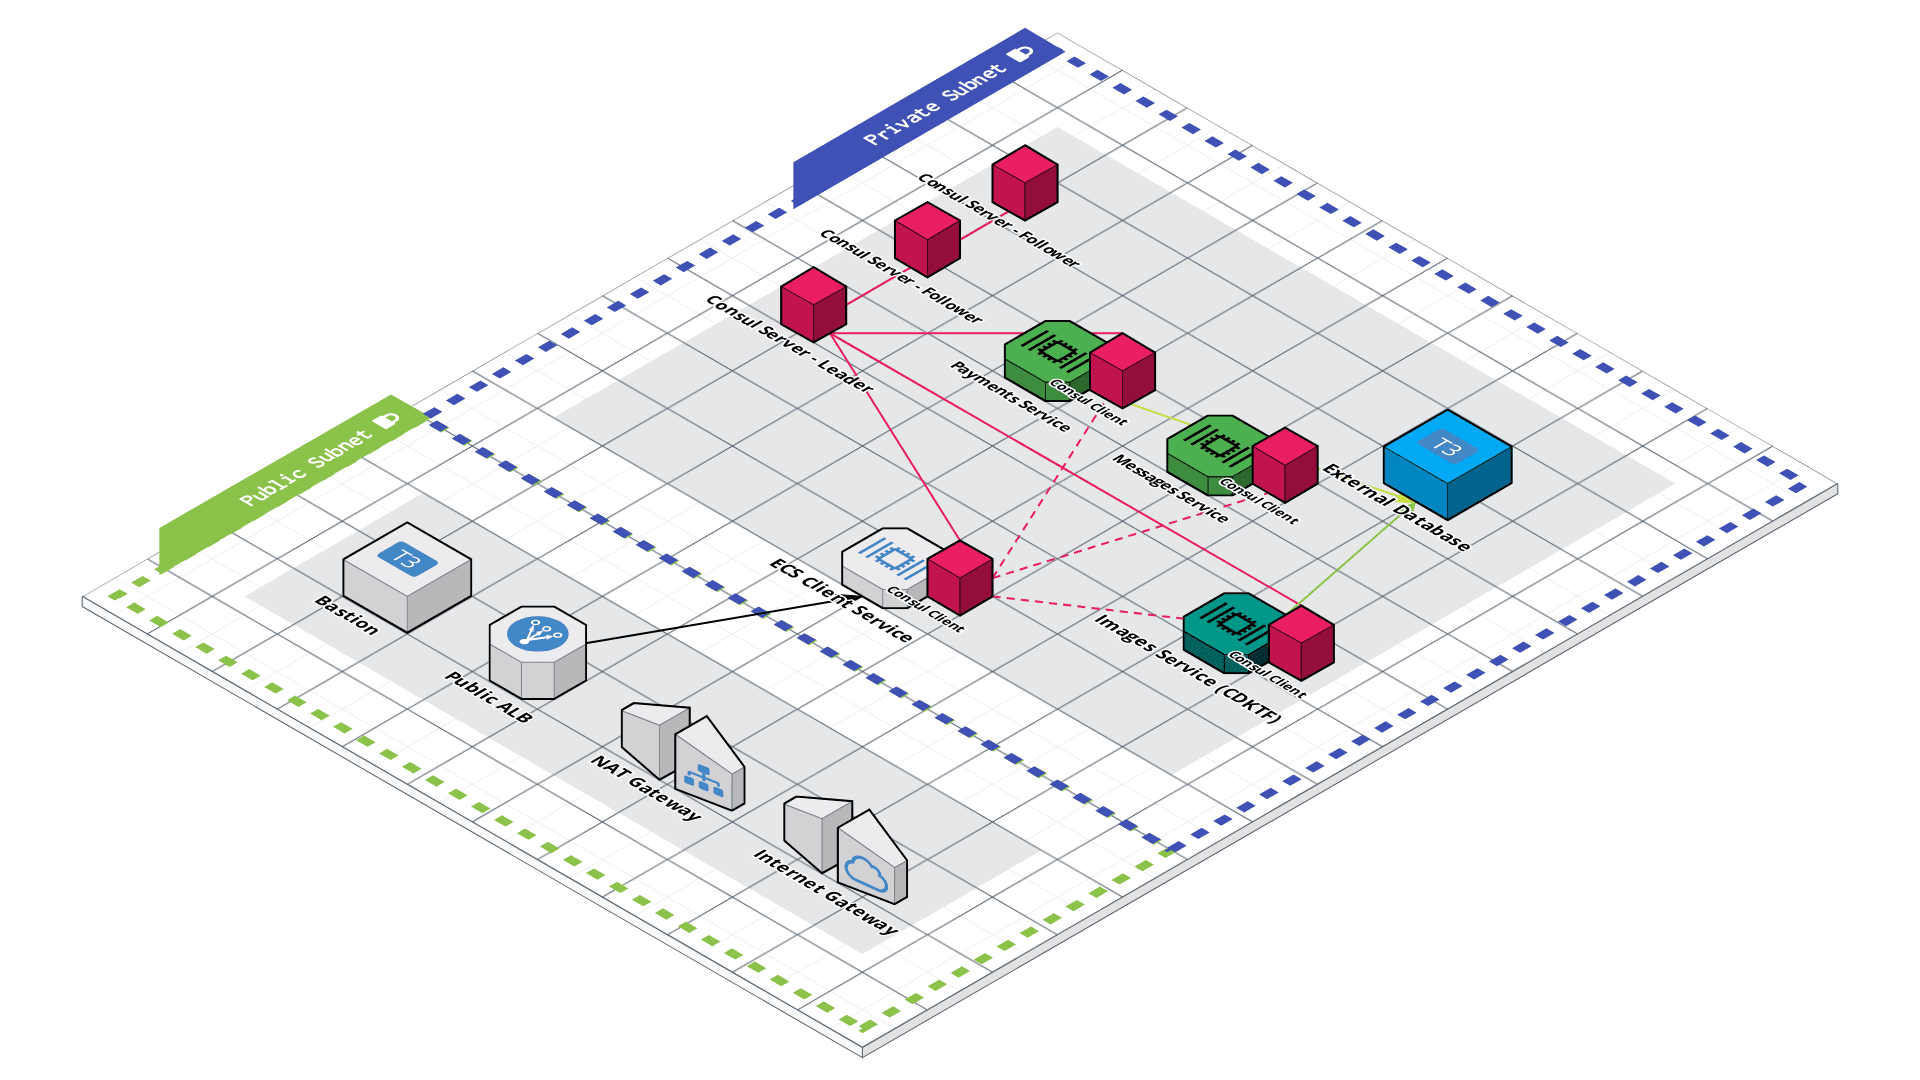 Private Subnet
Consul Server - Follower
Consul Server - Follower
Consul Server - Leader
Payments Service
Consul Client
Messages Service
Consul Client
T3
External Database
ECS Client Service
Consul Client
Images Service (CDKTF)
Consul Client
Public Subnet
T3
Bastion
Public ALB
NAT Gateway
Internet Gateway